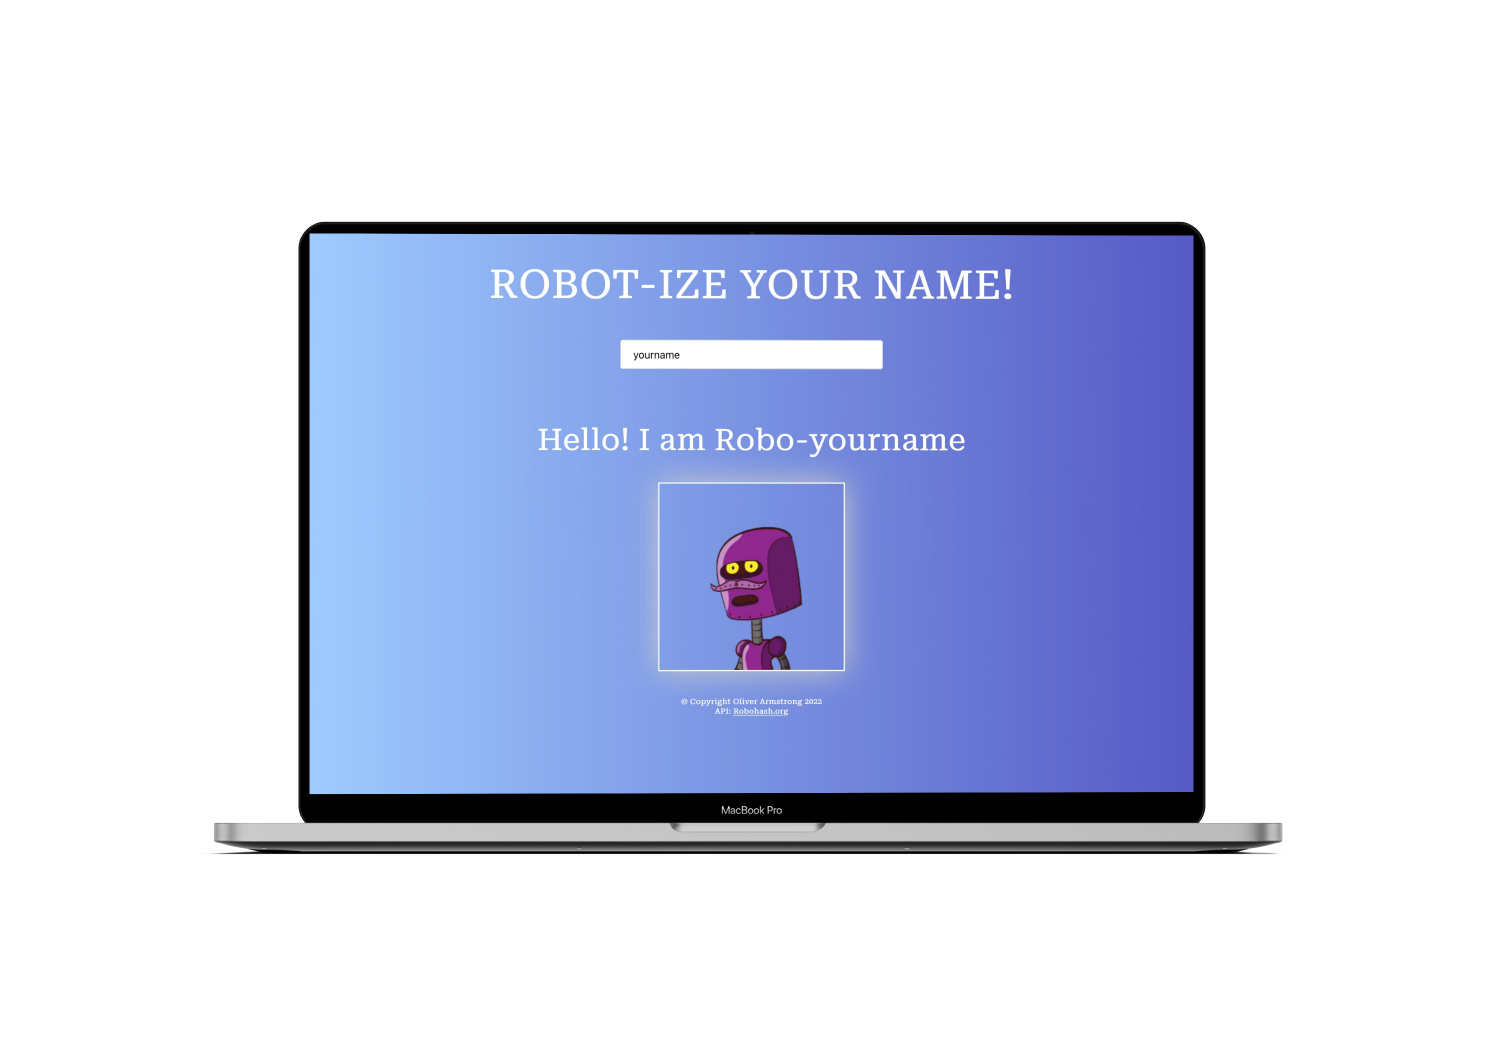 ROBOT-IZE YOUR NAME!
yourname
Hello! I am Robo-yourname
© Copyright Oliver Armstrong 2022
API: Robohash.org
MacBook Pro